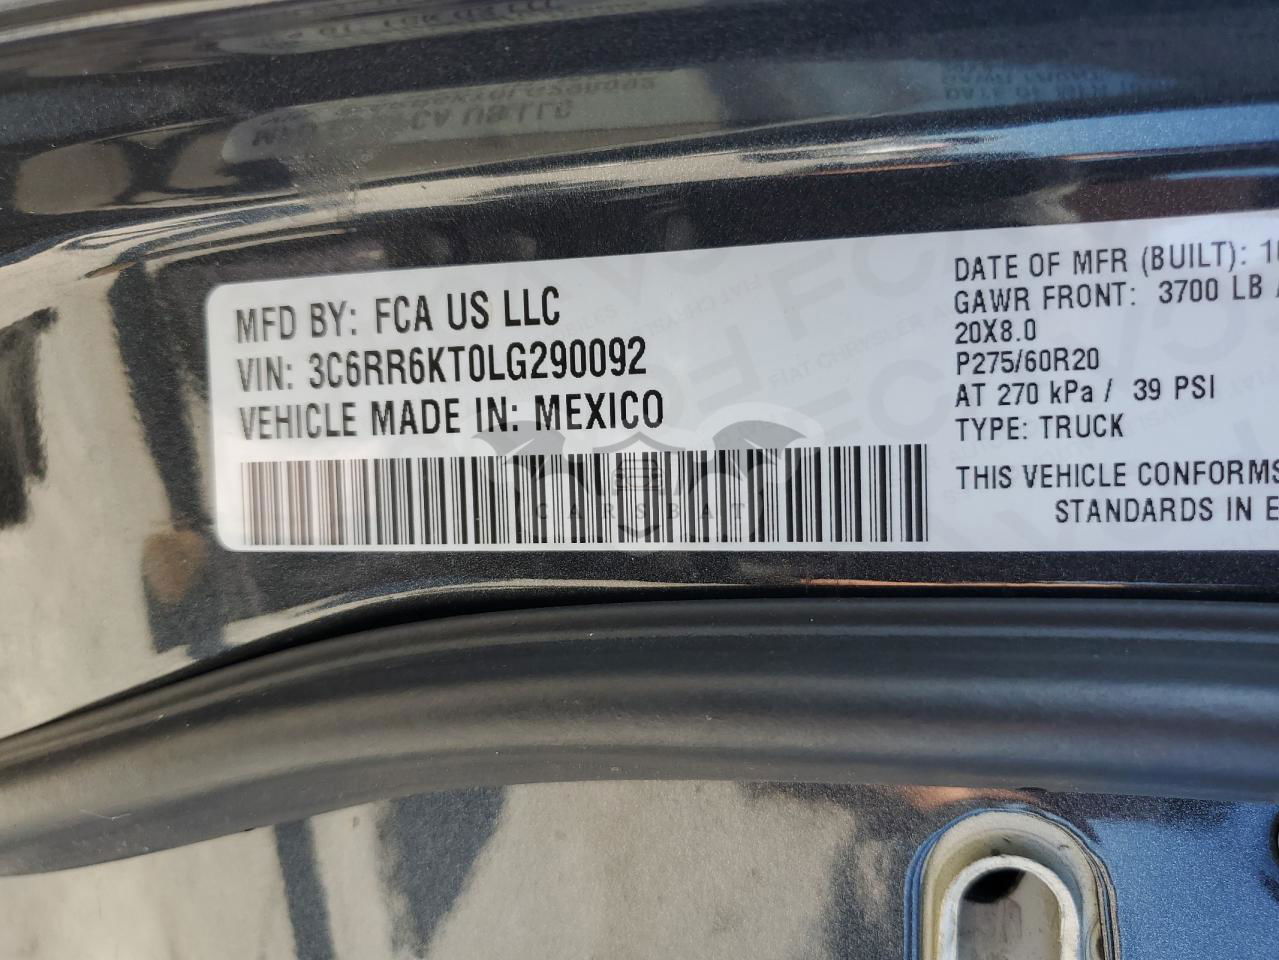 MFD BY: FCA US LLC
VIN: 3C6RR6KT0LG290092
VEHICLE MADE IN: MEXICO
CARSBAT
DATE OF MFR (BUILT):
GAWR FRONT: 3700 LB
20X8.0
P275/60R20
AT 270 kPa / 39 PSI
TYPE: TRUCK
THIS VEHICLE CONFORMS
STANDARDS IN E